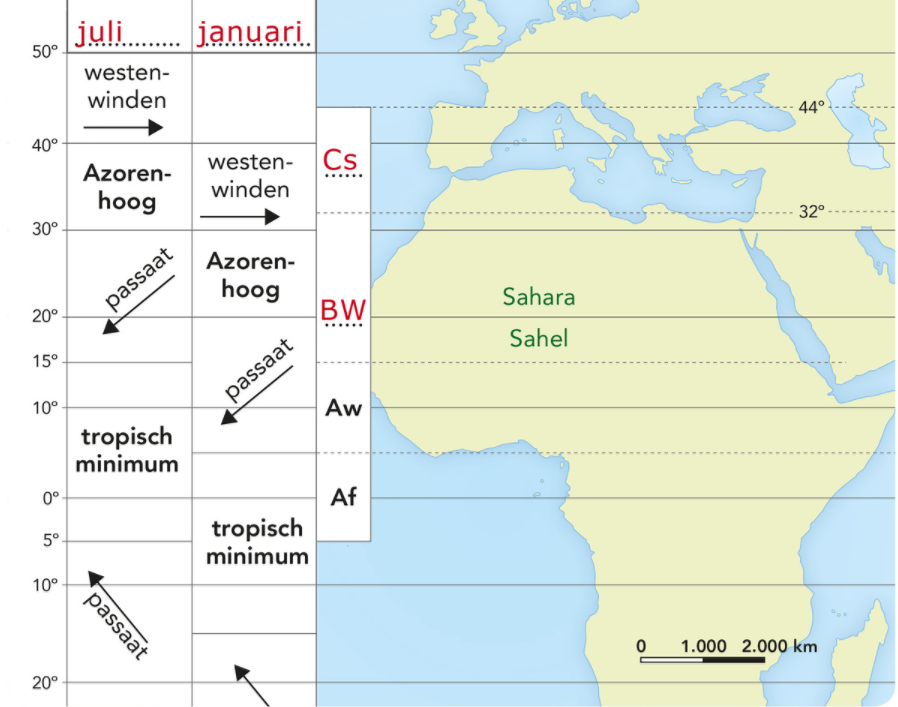 juli
januari
50°
westen-
winden
44°
40°
Cs
westen-
winden
Azoren-
hoog
32°
30°
Azoren-
hoog
passaat
Sahara
BW
20°
Sahel
15°
passaat
10°
Aw
tropisch
minimum
0°
Af
tropisch
minimum
5°
10°
passaat
0 1.000 2.000 km
20°